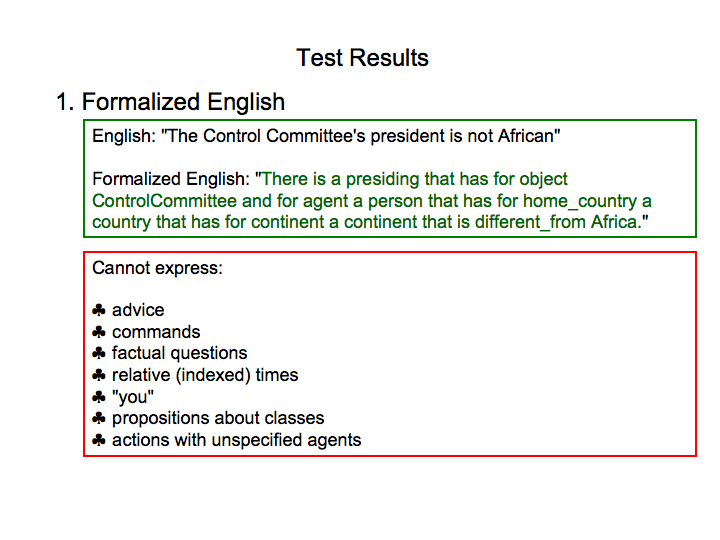 Test Results
1. Formalized English
English: "The Control Committee's president is not African"
Formalized English: "There is a presiding that has for object
ControlCommittee and for agent a person that has for home_country a
country that has for continent a continent that is different_from Africa."
Cannot express:
♣ advice
♣ commands
♣ factual questions
♣ relative (indexed) times
♣ "you"
♣ propositions about classes
♣ actions with unspecified agents